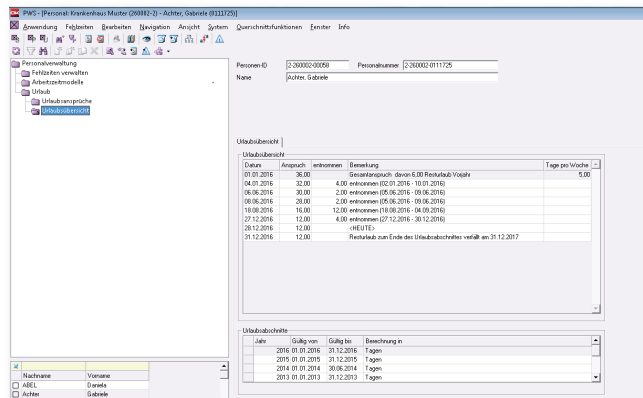 PWS - [Personal: Krankenhaus Muster (260002-2) - Achter, Gabriele (0111725)]
Anwendung Fehlzeiten Bearbeiten Navigation Ansicht System Querschnittsfunktionen Fenster Info
Personalverwaltung
Fehlzeiten verwalten
Arbeitszeitmodelle
Urlaub
Urlaubsansprüche
Urlaubsübersicht
Personen-ID 2-260002-00058 Personalnummer 2-260002-0111725
Name Achter, Gabriele
Urlaubsübersicht
Urlaubsübersicht
Datum Anspruch entnommen Bemerkung Tage pro Woche
01.01.2016 36,00 Gesamtanspruch davon 6,00 Resturlaub Vorjahr 5,00
04.01.2016 32,00 4,00 entnommen (02.01.2016 - 10.01.2016)
06.06.2016 30,00 2,00 entnommen (05.06.2016 - 09.06.2016)
08.06.2016 28,00 2,00 entnommen (05.06.2016 - 09.06.2016)
18.08.2016 16,00 12,00 entnommen (18.08.2016 - 04.09.2016)
27.12.2016 12,00 4,00 entnommen (27.12.2016 - 30.12.2016)
28.12.2016 12,00 <HEUTE>
31.12.2016 12,00 Resturlaub zum Ende des Urlaubsabschnittes verfällt am 31.12.2017
Urlaubsabschnitte
Jahr Gültig von Gültig bis Berechnung in
2016 01.01.2016 31.12.2016 Tagen
2015 01.01.2015 31.12.2015 Tagen
2014 01.01.2014 30.06.2014 Tagen
2013 01.01.2013 31.12.2013 Tagen
Nachname Vorname
ABEL Daniela
Achter Gabriele